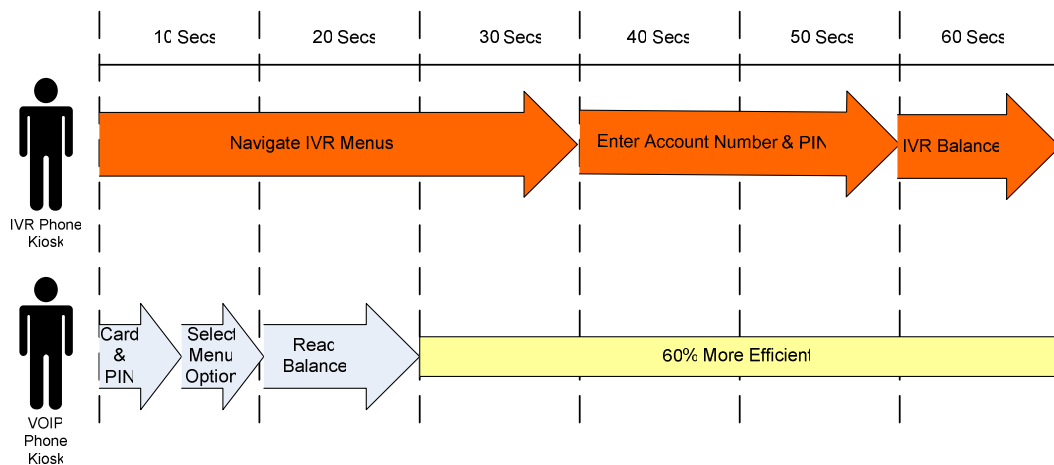 10 Secs
20 Secs
30 Secs
40 Secs
50 Secs
60 Secs
Navigate IVR Menus
Enter Account Number & PIN
IVR Balance
IVR Phone
Kiosk
Card
&
PIN
Select
Menu
Option
Read
Balance
60% More Efficient
VOIP
Phone
Kiosk